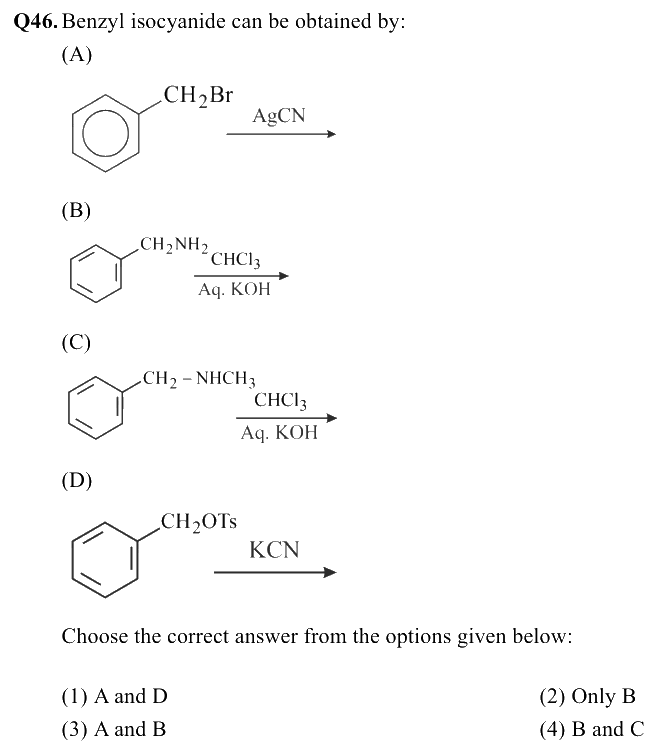 Q46. Benzyl isocyanide can be obtained by:
(A)
CH₂Br
AgCN
(B)
CH₂NH₂
CHCl₃
Aq. KOH
(C)
CH₂ – NHCH₃
CHCl₃
Aq. KOH
(D)
CH₂OTs
KCN
Choose the correct answer from the options given below:
(1) A and D (2) Only B
(3) A and B (4) B and C